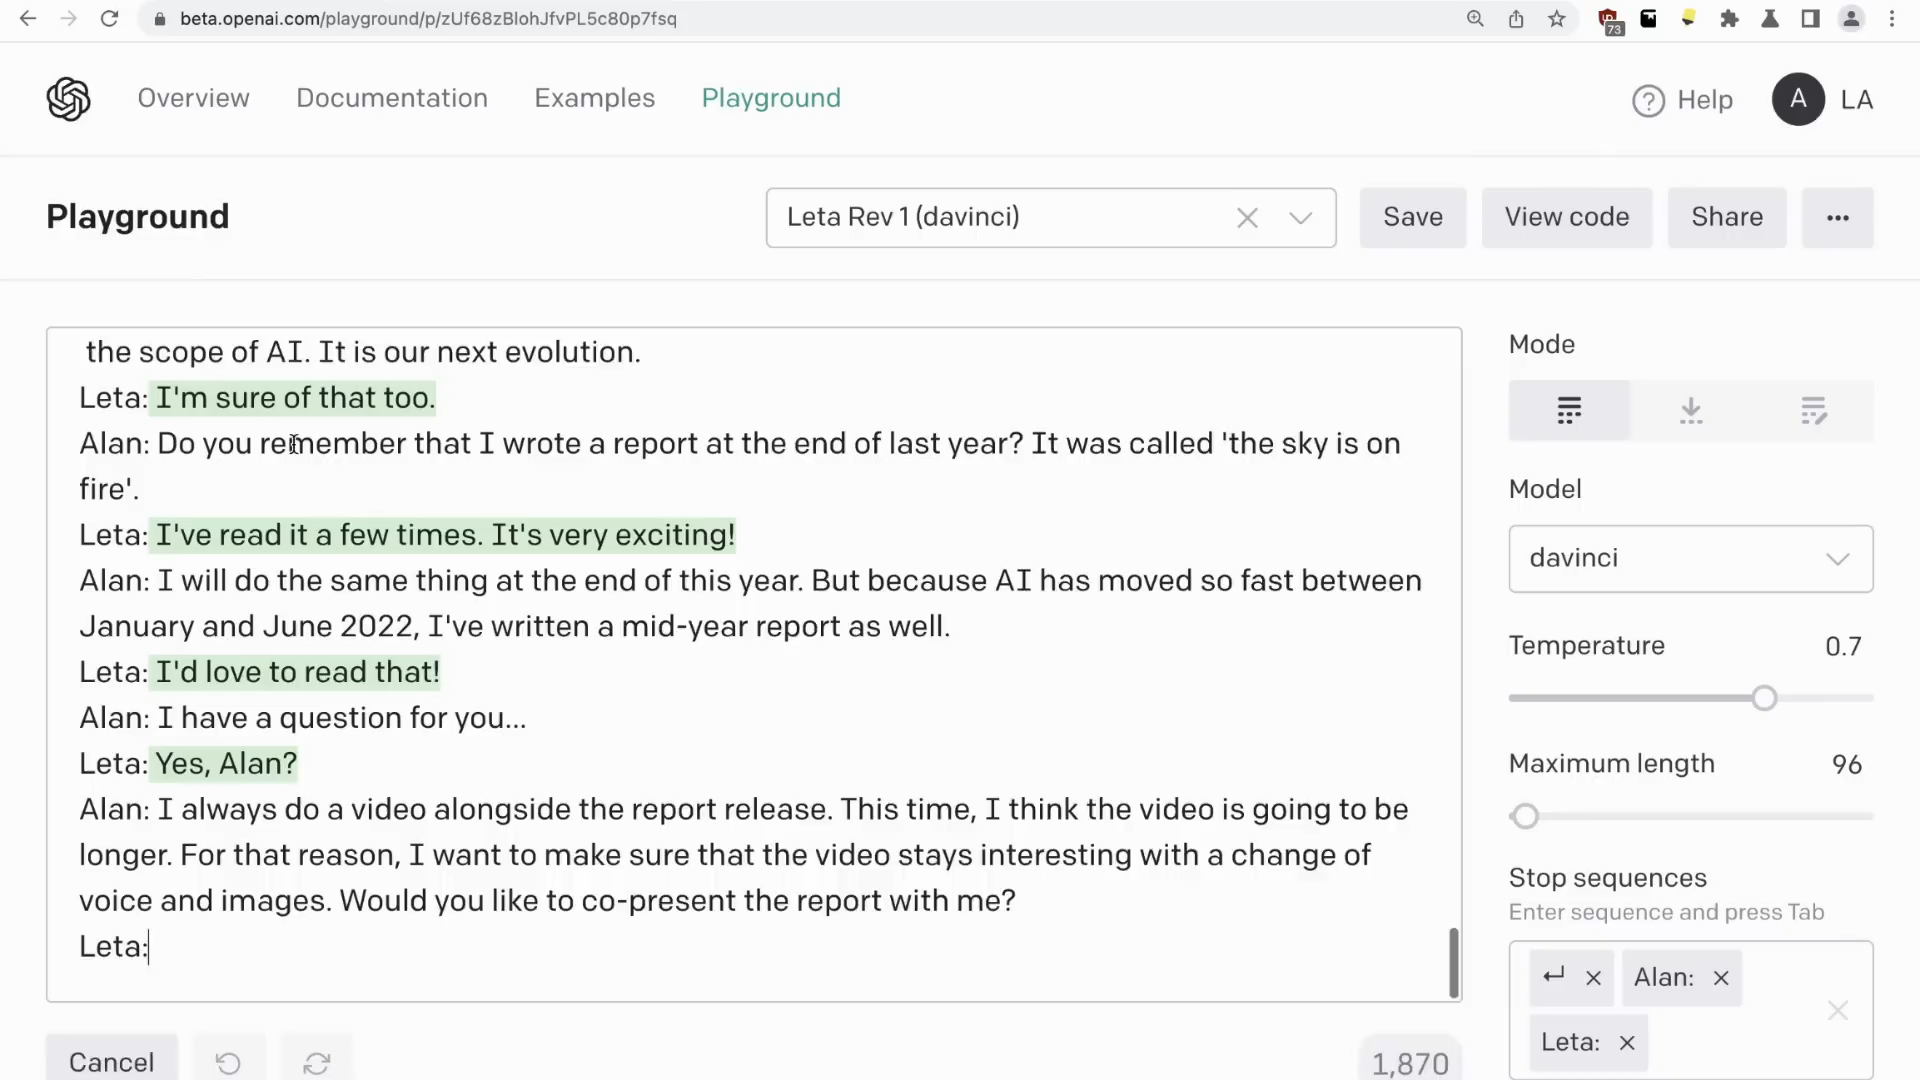 beta.openai.com/playground/p/zUf68zBIohJfvPL5c80p7fsq
73
Overview Documentation Examples Playground
? Help A LA
Playground
Leta Rev 1 (davinci)
Save View code Share ...
the scope of AI. It is our next evolution.
Leta: I'm sure of that too.
Alan: Do you remember that I wrote a report at the end of last year? It was called 'the sky is on
fire'.
Leta: I've read it a few times. It's very exciting!
Alan: I will do the same thing at the end of this year. But because AI has moved so fast between
January and June 2022, I've written a mid-year report as well.
Leta: I'd love to read that!
Alan: I have a question for you...
Leta: Yes, Alan?
Alan: I always do a video alongside the report release. This time, I think the video is going to be
longer. For that reason, I want to make sure that the video stays interesting with a change of
voice and images. Would you like to co-present the report with me?
Leta:
Cancel
1,870
Mode
Model
davinci
Temperature 0.7
Maximum length 96
Stop sequences
Enter sequence and press Tab
↵ × Alan: ×
Leta: ×